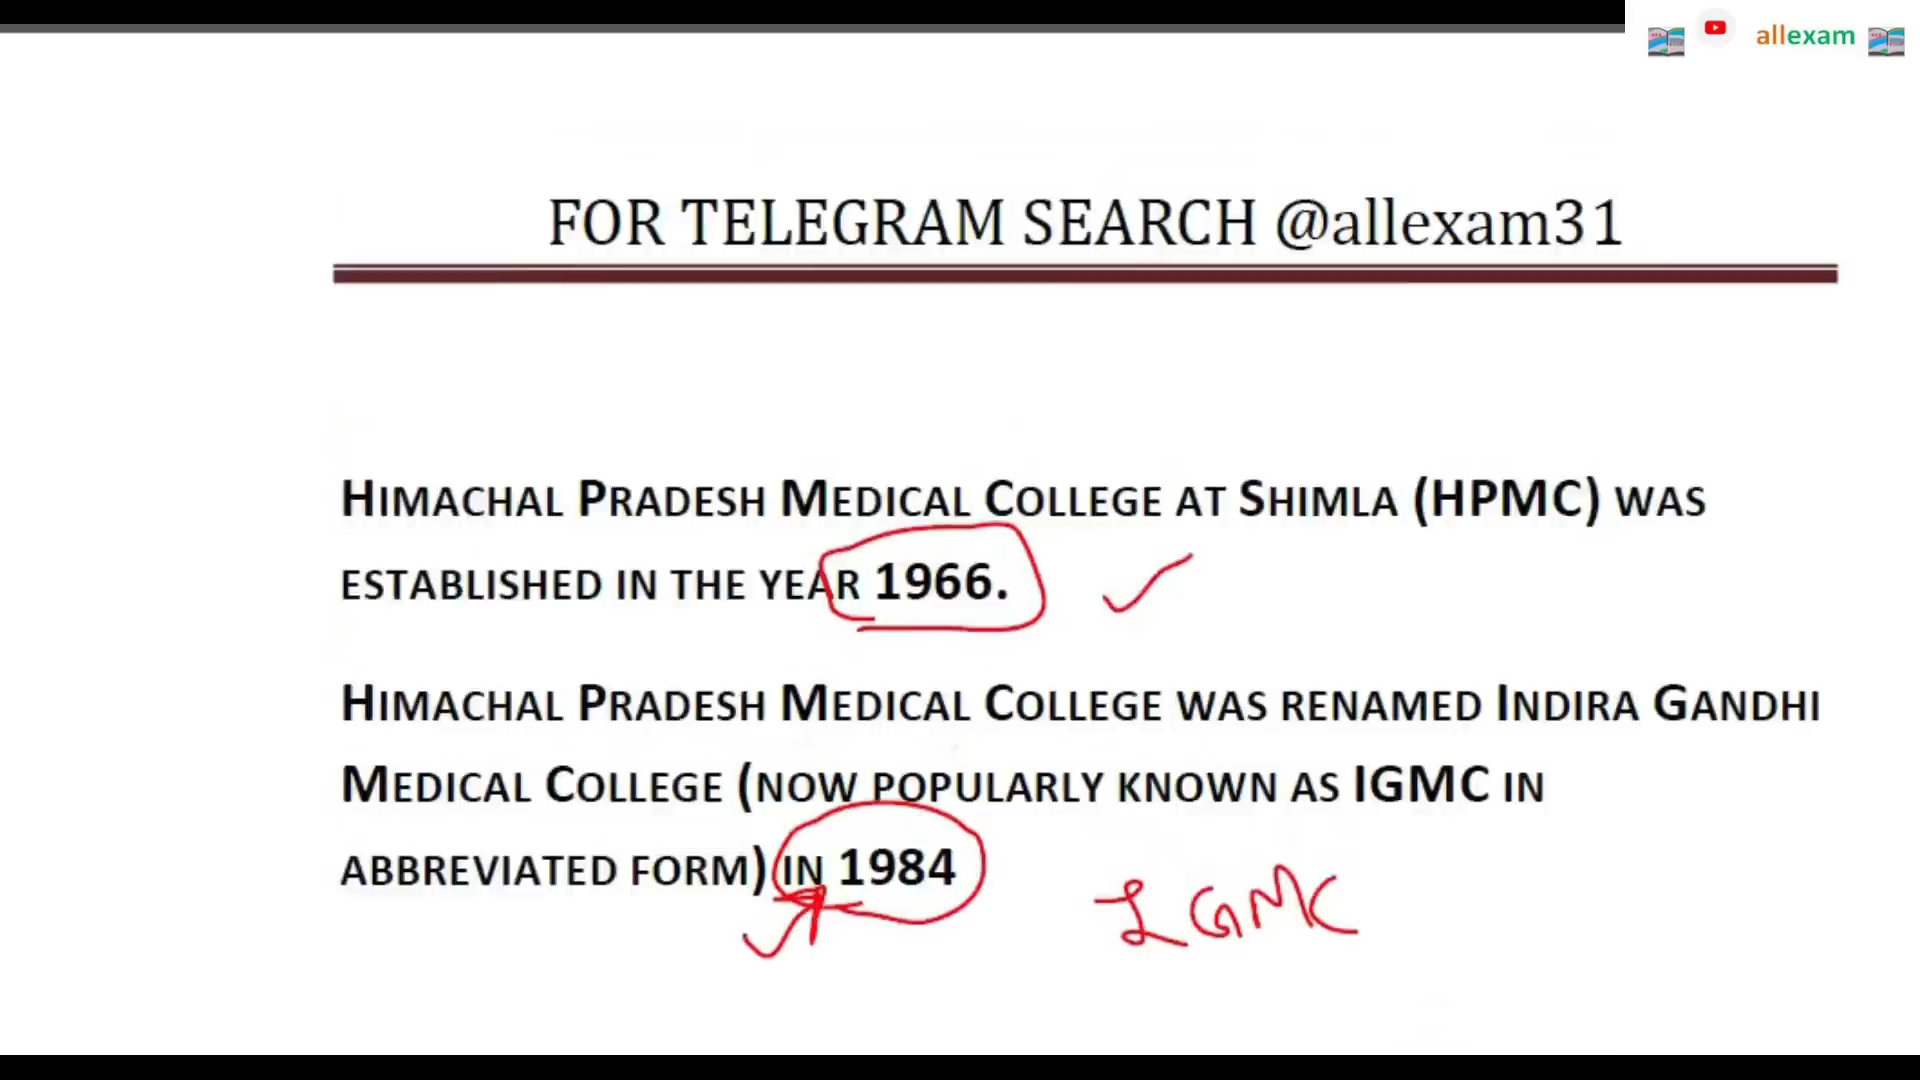 allexam
FOR TELEGRAM SEARCH @allexam31
HIMACHAL PRADESH MEDICAL COLLEGE AT SHIMLA (HPMC) WAS
ESTABLISHED IN THE YEAR 1966.
HIMACHAL PRADESH MEDICAL COLLEGE WAS RENAMED INDIRA GANDHI
MEDICAL COLLEGE (NOW POPULARLY KNOWN AS IGMC IN
ABBREVIATED FORM) IN 1984
IGMC